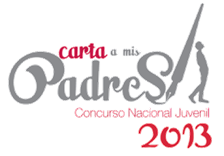 carta a mis
Padres
Concurso Nacional Juvenil
2013